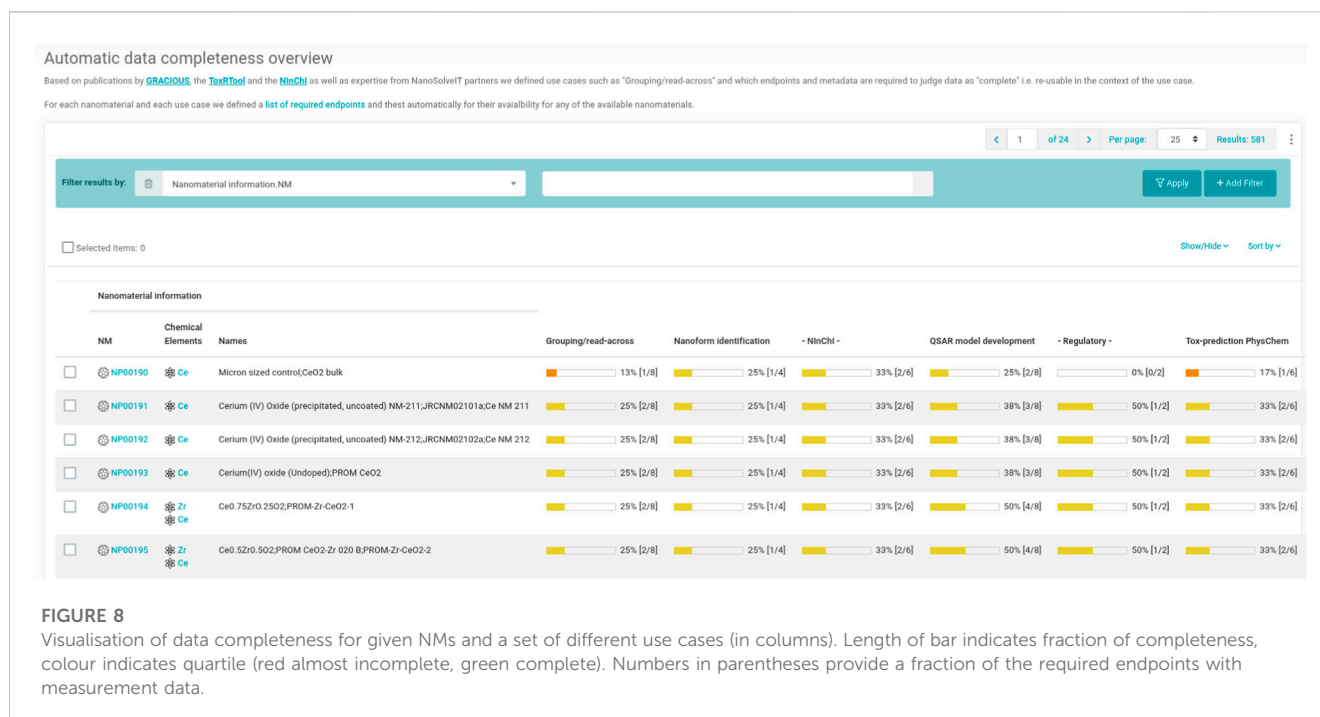 Automatic data completeness overview
Based on publications by GRACIOUS, the ToxRTool and the NInChI as well as expertise from NanoSolveIT partners we defined use cases such as "Grouping/read-across" and which endpoints and metadata are required to judge data as "complete" i.e. re-usable in the context of the use case.
For each nanomaterial and each use case we defined a list of required endpoints and thest automatically for their avaialbility for any of the available nanomaterials.
1 of 24 Per page: 25 Results: 581
Filter results by: Nanomaterial information.NM Apply + Add Filter
Selected items: 0 Show/Hide Sort by
Nanomaterial information
NM Chemical Elements Names Grouping/read-across Nanoform identification - NInChI - QSAR model development - Regulatory - Tox-prediction PhysChem
NP00190 Ce Micron sized control;CeO2 bulk 13% [1/8] 25% [1/4] 33% [2/6] 25% [2/8] 0% [0/2] 17% [1/6]
NP00191 Ce Cerium (IV) Oxide (precipitated, uncoated) NM-211;JRCNM02101a;Ce NM 211 25% [2/8] 25% [1/4] 33% [2/6] 38% [3/8] 50% [1/2] 33% [2/6]
NP00192 Ce Cerium (IV) Oxide (precipitated, uncoated) NM-212;JRCNM02102a;Ce NM 212 25% [2/8] 25% [1/4] 33% [2/6] 38% [3/8] 50% [1/2] 33% [2/6]
NP00193 Ce Cerium(IV) oxide (Undoped);PROM CeO2 25% [2/8] 25% [1/4] 33% [2/6] 38% [3/8] 50% [1/2] 33% [2/6]
NP00194 Zr Ce0.75Zr0.25O2;PROM-Zr-CeO2-1 25% [2/8] 25% [1/4] 33% [2/6] 50% [4/8] 50% [1/2] 33% [2/6]
Ce
NP00195 Zr Ce0.5Zr0.5O2;PROM CeO2-Zr 020 B;PROM-Zr-CeO2-2 25% [2/8] 25% [1/4] 33% [2/6] 50% [4/8] 50% [1/2] 33% [2/6]
Ce
FIGURE 8
Visualisation of data completeness for given NMs and a set of different use cases (in columns). Length of bar indicates fraction of completeness,
colour indicates quartile (red almost incomplete, green complete). Numbers in parentheses provide a fraction of the required endpoints with
measurement data.